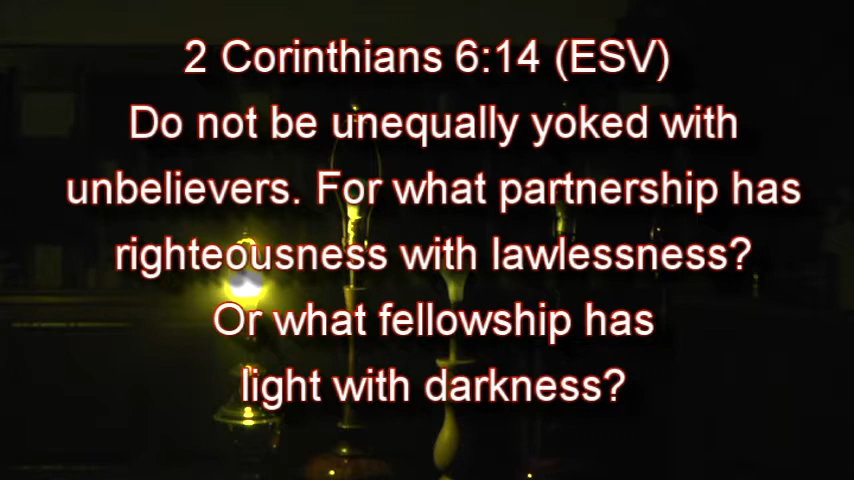 2 Corinthians 6:14 (ESV)
Do not be unequally yoked with
unbelievers. For what partnership has
righteousness with lawlessness?
Or what fellowship has
light with darkness?